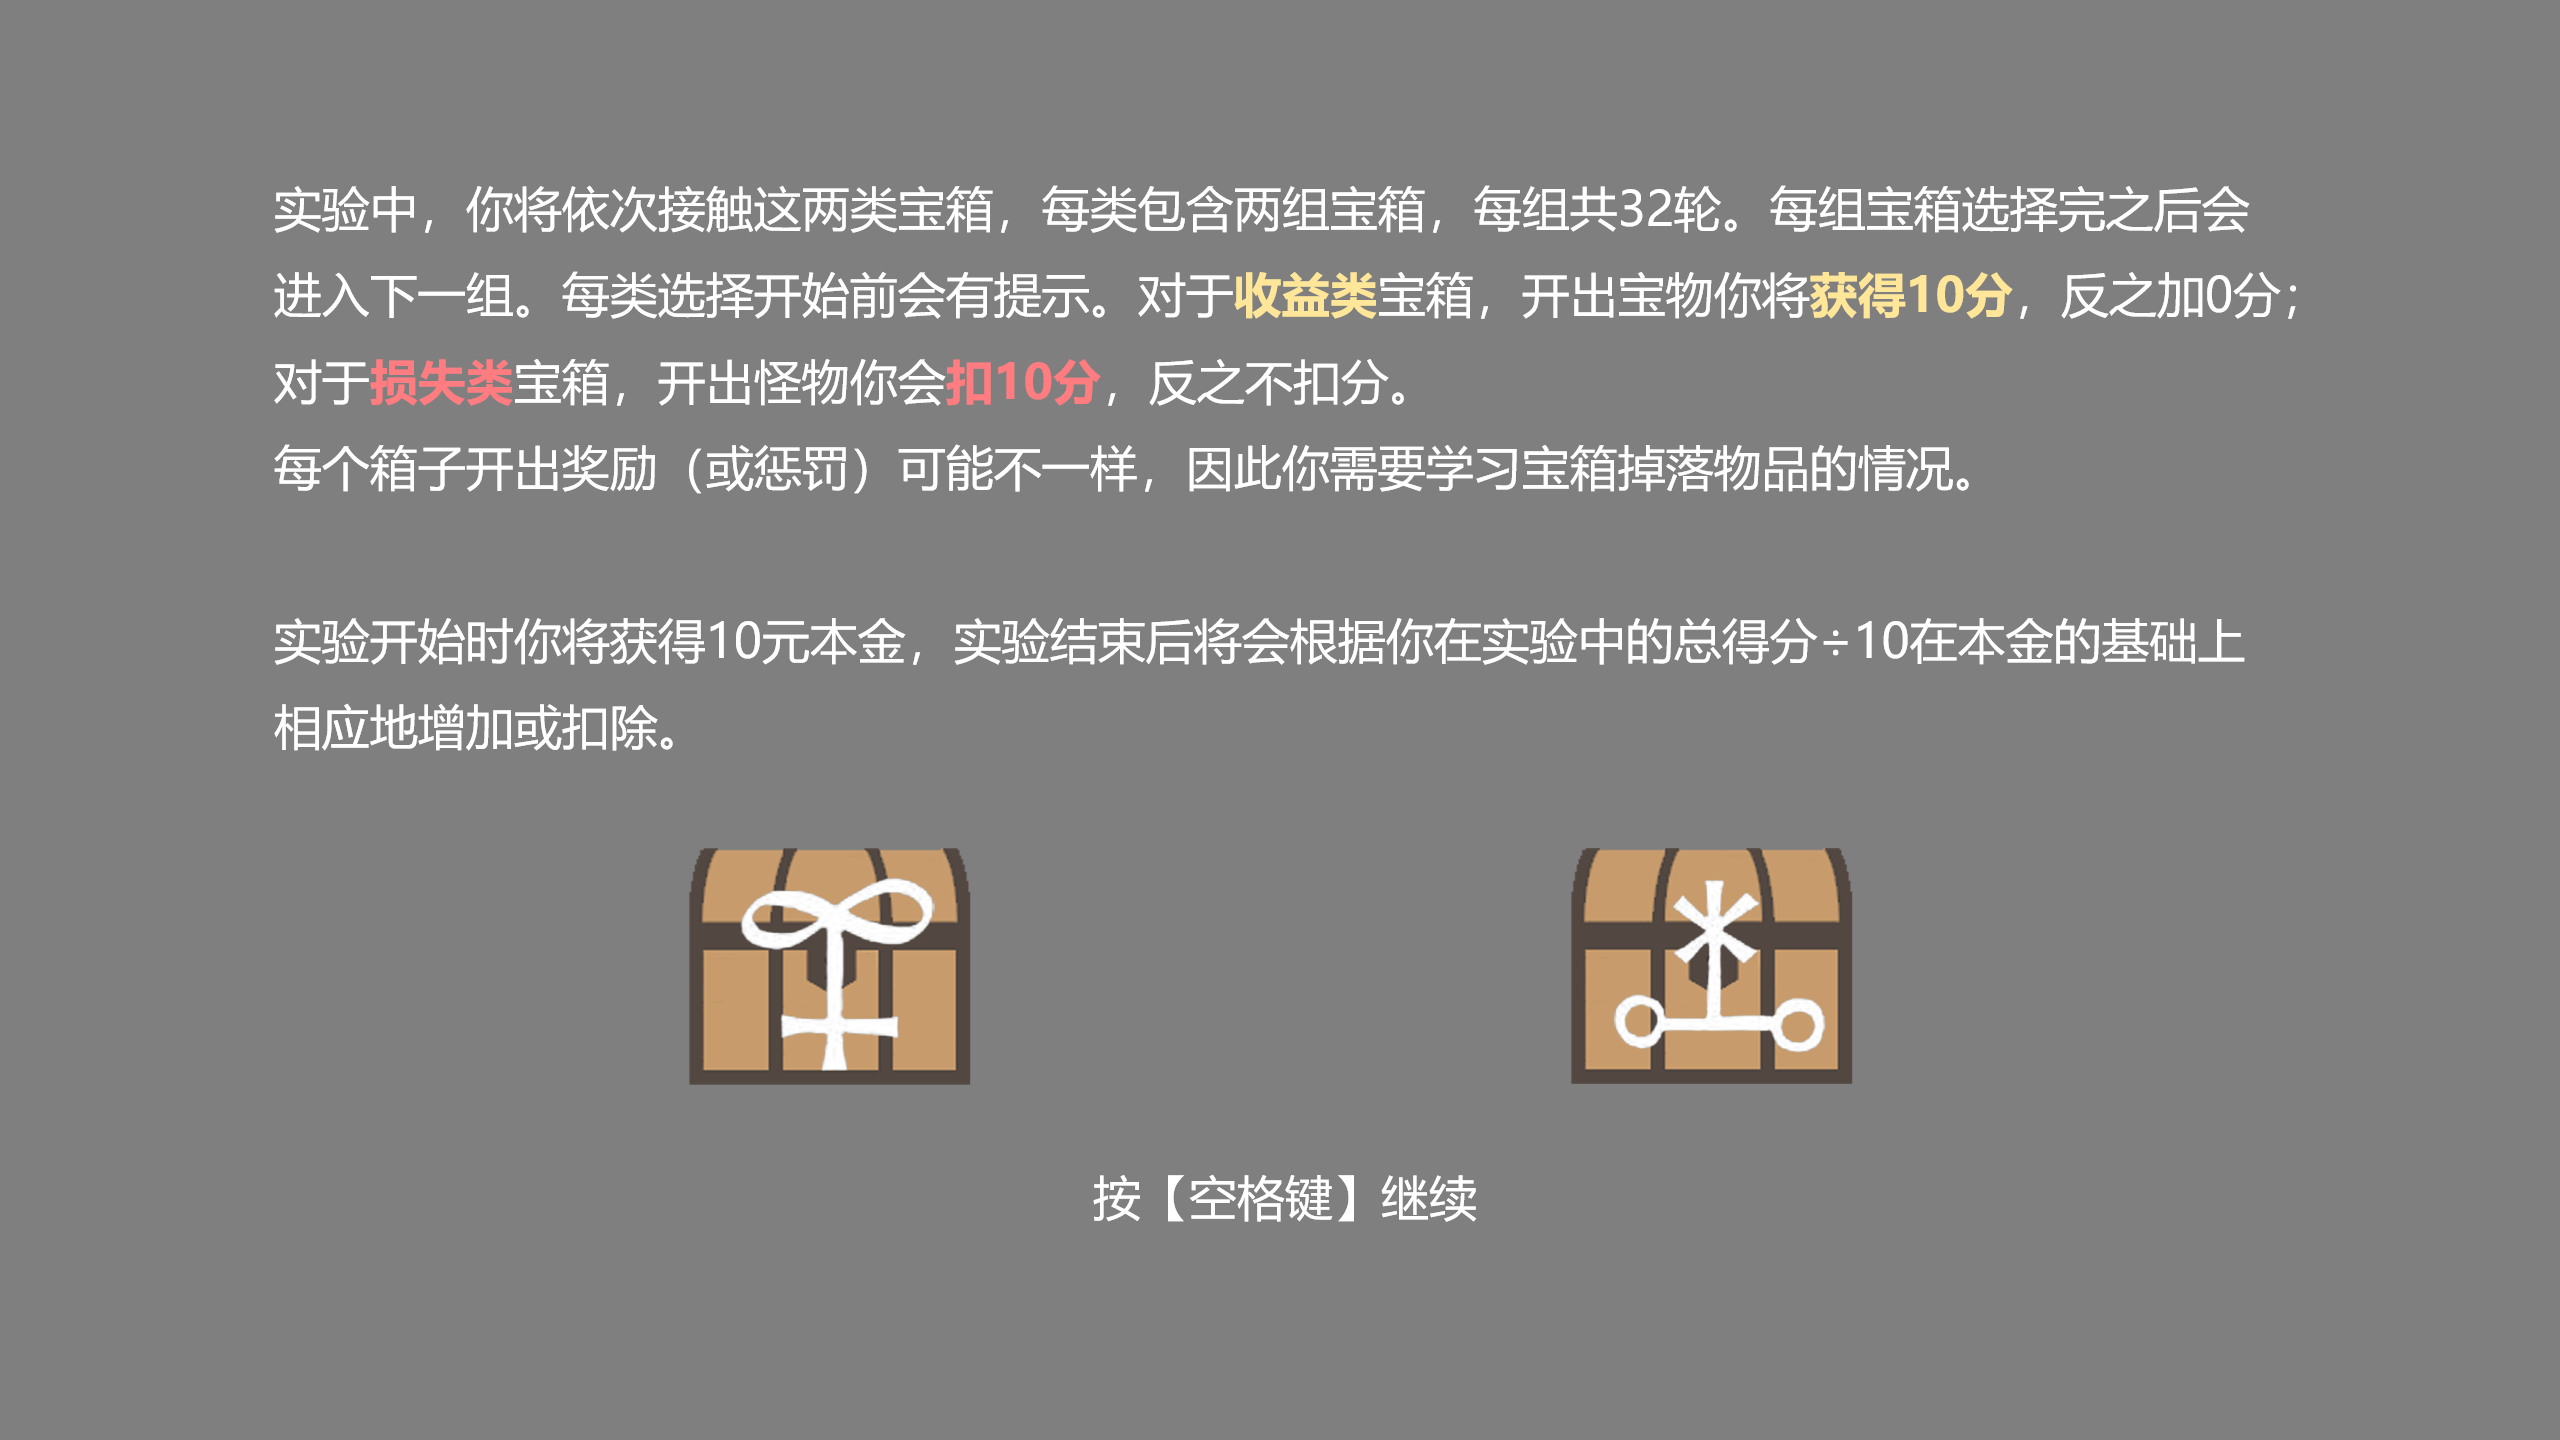 实验中，你将依次接触这两类宝箱，每类包含两组宝箱，每组共32轮。每组宝箱选择完之后会
进入下一组。每类选择开始前会有提示。对于收益类宝箱，开出宝物你将获得10分，反之加0分；
对于损失类宝箱，开出怪物你会扣10分，反之不扣分。
每个箱子开出奖励（或惩罚）可能不一样，因此你需要学习宝箱掉落物品的情况。
实验开始时你将获得10元本金，实验结束后将会根据你在实验中的总得分÷10在本金的基础上
相应地增加或扣除。
按【空格键】继续